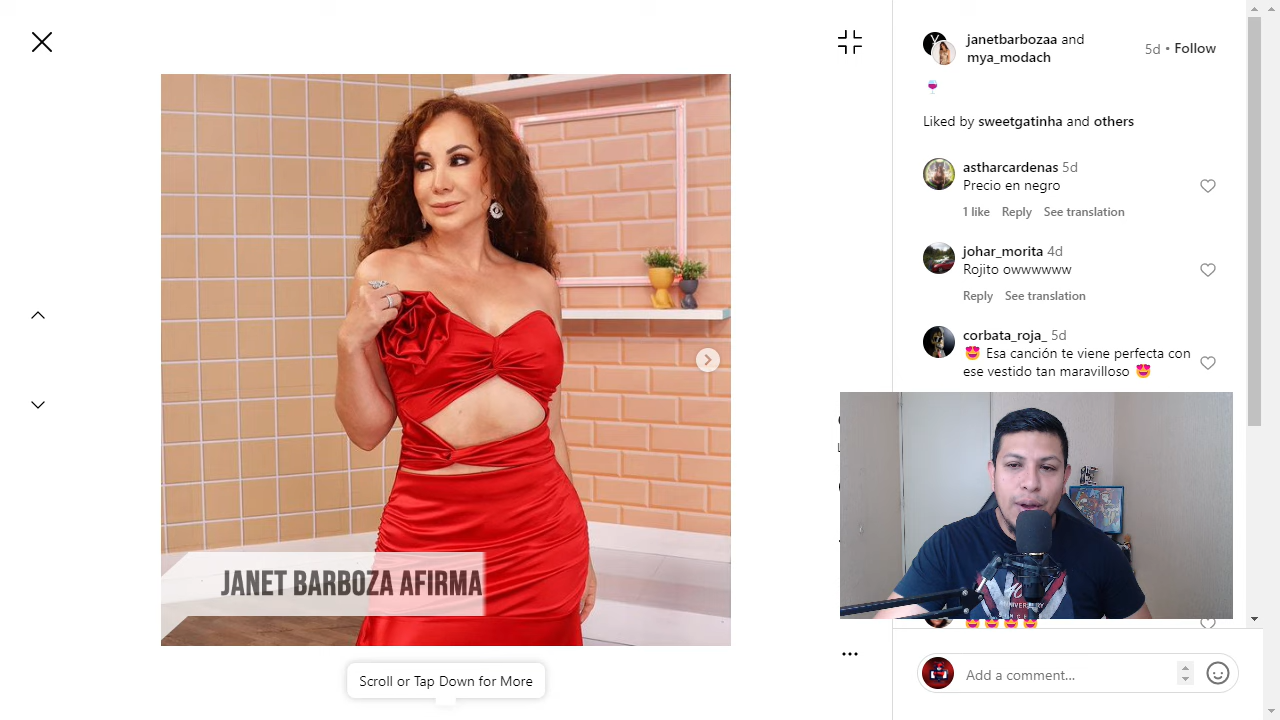 janetbarbozaa and
mya_modach
5d • Follow
Liked by sweetgatinha and others
astharcardenas 5d
Precio en negro
1 like Reply See translation
johar_morita 4d
Rojito owwwwww
Reply See translation
corbata_roja_ 5d
Esa canción te viene perfecta con
ese vestido tan maravilloso
JANET BARBOZA AFIRMA
Scroll or Tap Down for More
Add a comment...